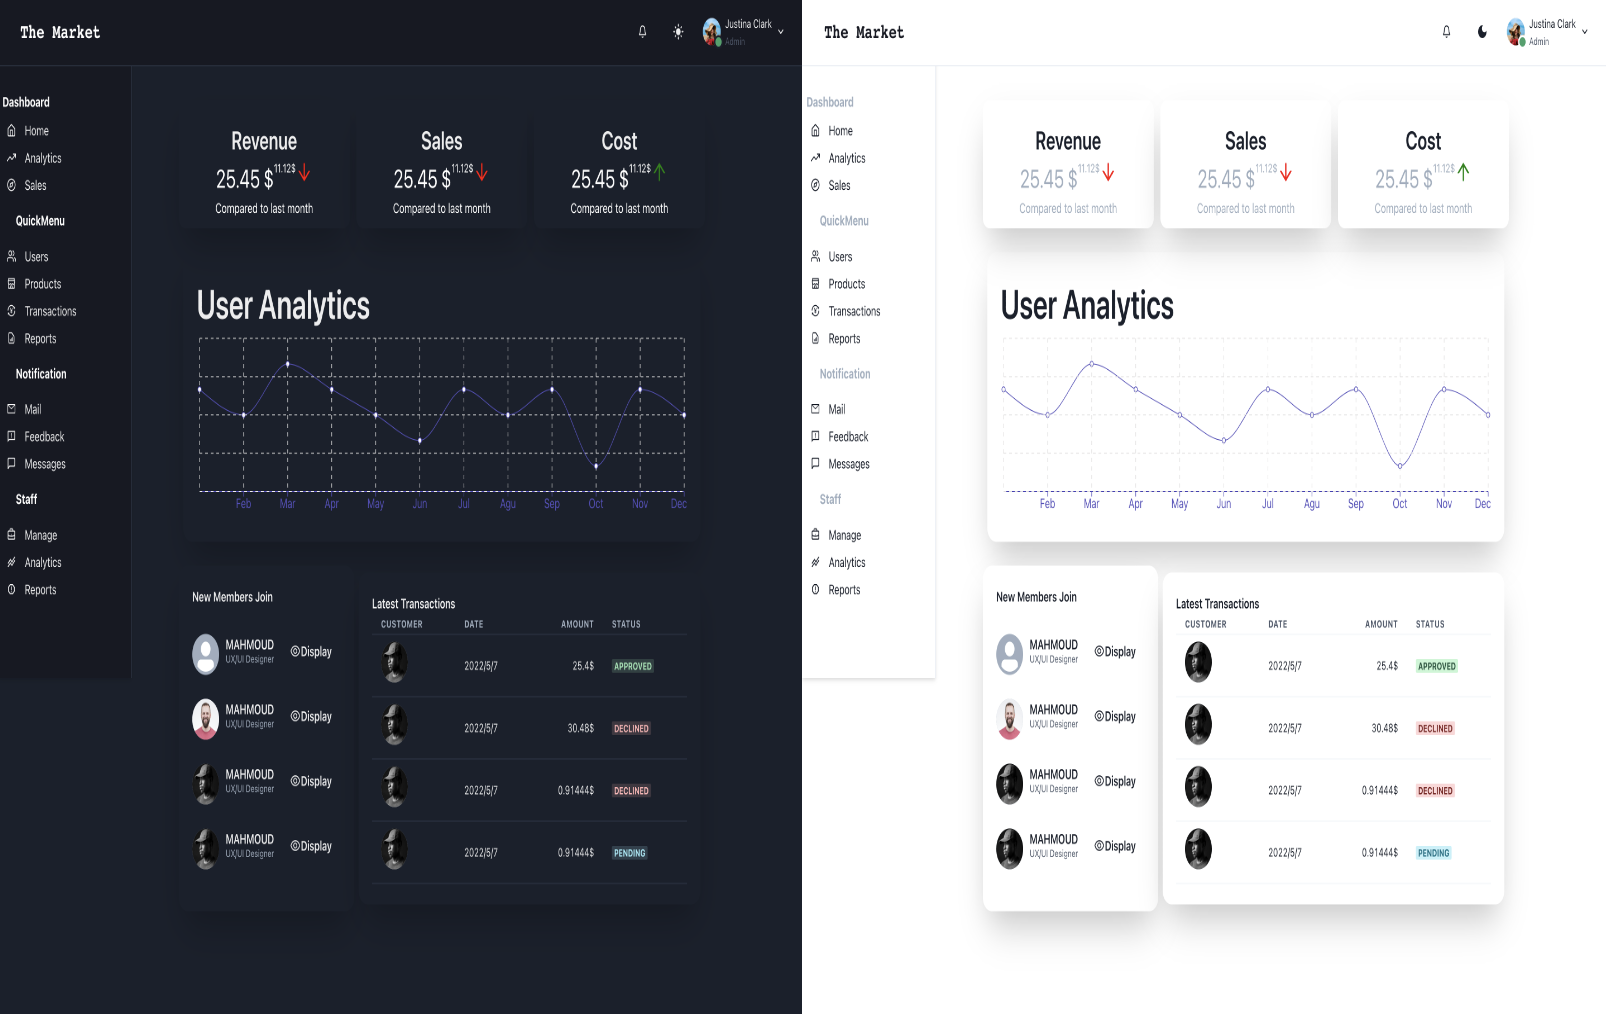 The Market
Justina Clark
Admin
Dashboard
Home
Analytics
Sales
QuickMenu
Users
Products
Transactions
Reports
Notification
Mail
Feedback
Messages
Staff
Manage
Analytics
Reports
Revenue
25.45 $ 11.12$
Compared to last month
Sales
25.45 $ 11.12$
Compared to last month
Cost
25.45 $ 11.12$
Compared to last month
User Analytics
Feb Mar Apr May Jun Jul Agu Sep Oct Nov Dec
New Members Join
MAHMOUD
UX/UI Designer
Display
MAHMOUD
UX/UI Designer
Display
MAHMOUD
UX/UI Designer
Display
MAHMOUD
UX/UI Designer
Display
Latest Transactions
CUSTOMER DATE AMOUNT STATUS
2022/5/7 25.4$ APPROVED
2022/5/7 30.48$ DECLINED
2022/5/7 0.91444$ DECLINED
2022/5/7 0.91444$ PENDING
The Market
Justina Clark
Admin
Dashboard
Home
Analytics
Sales
QuickMenu
Users
Products
Transactions
Reports
Notification
Mail
Feedback
Messages
Staff
Manage
Analytics
Reports
Revenue
25.45 $ 11.12$
Compared to last month
Sales
25.45 $ 11.12$
Compared to last month
Cost
25.45 $ 11.12$
Compared to last month
User Analytics
Feb Mar Apr May Jun Jul Agu Sep Oct Nov Dec
New Members Join
MAHMOUD
UX/UI Designer
Display
MAHMOUD
UX/UI Designer
Display
MAHMOUD
UX/UI Designer
Display
MAHMOUD
UX/UI Designer
Display
Latest Transactions
CUSTOMER DATE AMOUNT STATUS
2022/5/7 25.4$ APPROVED
2022/5/7 30.48$ DECLINED
2022/5/7 0.91444$ DECLINED
2022/5/7 0.91444$ PENDING